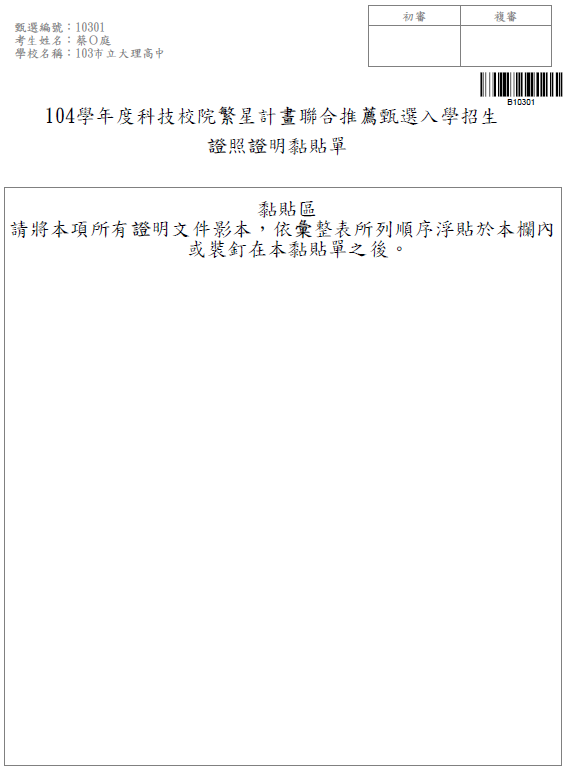 甄選編號：10301
考生姓名：蔡○庭
學校名稱：103市立大理高中
初審
複審
B10301
104學年度科技校院繁星計畫聯合推薦甄選入學招生
證照證明黏貼單
黏貼區
請將本項所有證明文件影本，依彙整表所列順序浮貼於本欄內
或裝釘在本黏貼單之後。